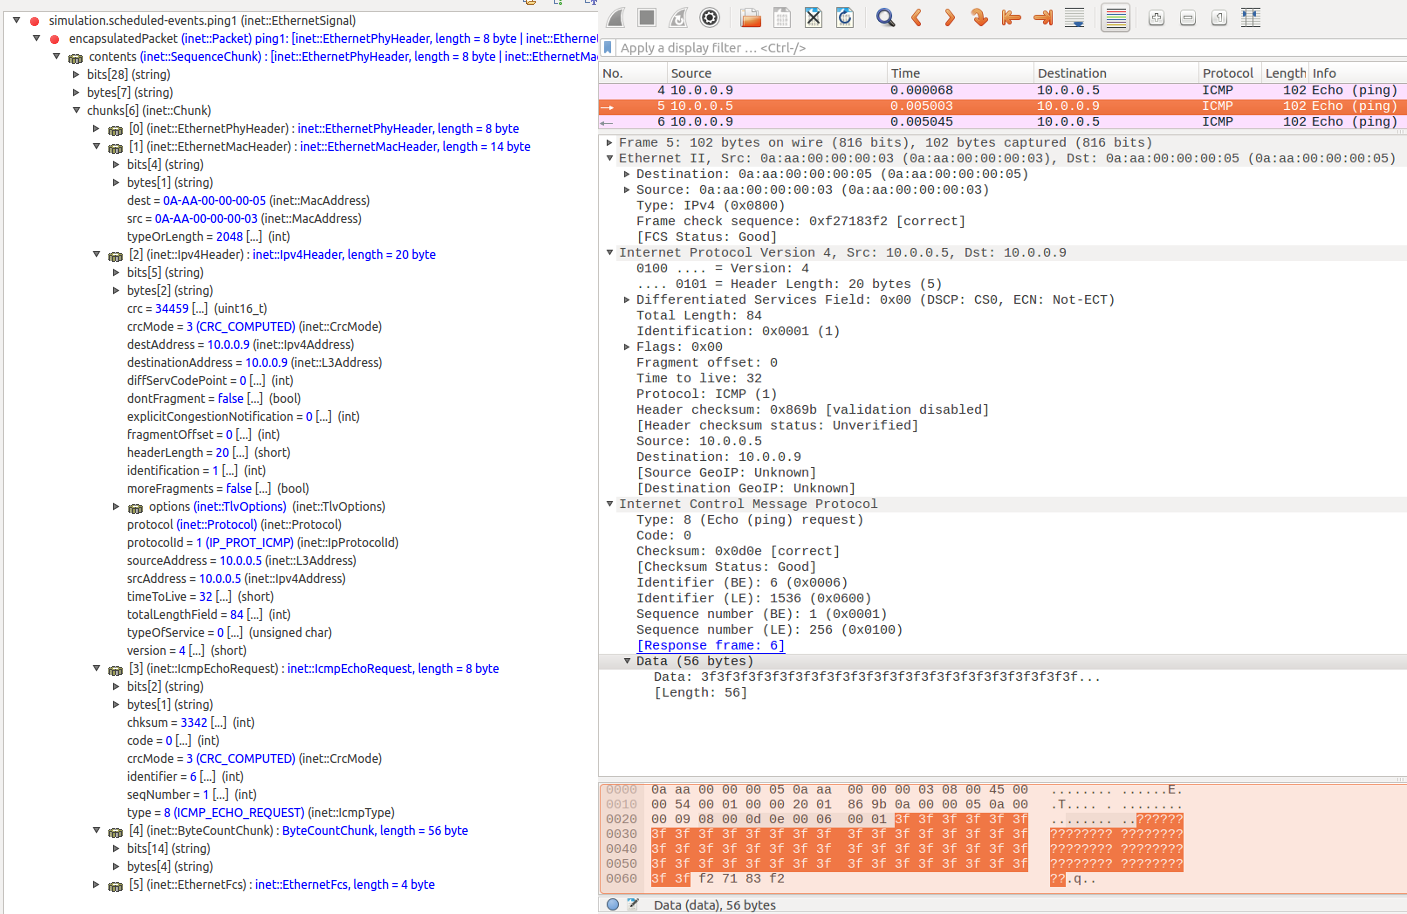 simulation.scheduled-events.ping1 (inet::EthernetSignal)
encapsulatedPacket (inet::Packet) ping1: [inet::EthernetPhyHeader, length = 8 byte | inet::Etherne
contents (inet::SequenceChunk) : [inet::EthernetPhyHeader, length = 8 byte | inet::EthernetMa
bits[28] (string)
bytes[7] (string)
chunks[6] (inet::Chunk)
[0] (inet::EthernetPhyHeader) : inet::EthernetPhyHeader, length = 8 byte
[1] (inet::EthernetMacHeader) : inet::EthernetMacHeader, length = 14 byte
bits[4] (string)
bytes[1] (string)
dest = 0A-AA-00-00-00-05 (inet::MacAddress)
src = 0A-AA-00-00-00-03 (inet::MacAddress)
typeOrLength = 2048 [...] (int)
[2] (inet::Ipv4Header) : inet::Ipv4Header, length = 20 byte
bits[5] (string)
bytes[2] (string)
crc = 34459 [...] (uint16_t)
crcMode = 3 (CRC_COMPUTED) (inet::CrcMode)
destAddress = 10.0.0.9 (inet::Ipv4Address)
destinationAddress = 10.0.0.9 (inet::L3Address)
diffServCodePoint = 0 [...] (int)
dontFragment = false [...] (bool)
explicitCongestionNotification = 0 [...] (int)
fragmentOffset = 0 [...] (int)
headerLength = 20 [...] (short)
identification = 1 [...] (int)
moreFragments = false [...] (bool)
options (inet::TlvOptions) (inet::TlvOptions)
protocol (inet::Protocol) (inet::Protocol)
protocolId = 1 (IP_PROT_ICMP) (inet::IpProtocolId)
sourceAddress = 10.0.0.5 (inet::L3Address)
srcAddress = 10.0.0.5 (inet::Ipv4Address)
timeToLive = 32 [...] (short)
totalLengthField = 84 [...] (int)
typeOfService = 0 [...] (unsigned char)
version = 4 [...] (short)
[3] (inet::IcmpEchoRequest) : inet::IcmpEchoRequest, length = 8 byte
bits[2] (string)
bytes[1] (string)
chksum = 3342 [...] (int)
code = 0 [...] (int)
crcMode = 3 (CRC_COMPUTED) (inet::CrcMode)
identifier = 6 [...] (int)
seqNumber = 1 [...] (int)
type = 8 (ICMP_ECHO_REQUEST) (inet::IcmpType)
[4] (inet::ByteCountChunk) : ByteCountChunk, length = 56 byte
bits[14] (string)
bytes[4] (string)
[5] (inet::EthernetFcs) : inet::EthernetFcs, length = 4 byte
Apply a display filter ... <Ctrl-/>
No. Source Time Destination Protocol Length Info
4 10.0.0.9 0.000068 10.0.0.5 ICMP 102 Echo (ping)
5 10.0.0.5 0.005003 10.0.0.9 ICMP 102 Echo (ping)
6 10.0.0.9 0.005045 10.0.0.5 ICMP 102 Echo (ping)
Frame 5: 102 bytes on wire (816 bits), 102 bytes captured (816 bits)
Ethernet II, Src: 0a:aa:00:00:00:03 (0a:aa:00:00:00:03), Dst: 0a:aa:00:00:00:05 (0a:aa:00:00:00:05)
Destination: 0a:aa:00:00:00:05 (0a:aa:00:00:00:05)
Source: 0a:aa:00:00:00:03 (0a:aa:00:00:00:03)
Type: IPv4 (0x0800)
Frame check sequence: 0xf27183f2 [correct]
[FCS Status: Good]
Internet Protocol Version 4, Src: 10.0.0.5, Dst: 10.0.0.9
0100 .... = Version: 4
.... 0101 = Header Length: 20 bytes (5)
Differentiated Services Field: 0x00 (DSCP: CS0, ECN: Not-ECT)
Total Length: 84
Identification: 0x0001 (1)
Flags: 0x00
Fragment offset: 0
Time to live: 32
Protocol: ICMP (1)
Header checksum: 0x869b [validation disabled]
[Header checksum status: Unverified]
Source: 10.0.0.5
Destination: 10.0.0.9
[Source GeoIP: Unknown]
[Destination GeoIP: Unknown]
Internet Control Message Protocol
Type: 8 (Echo (ping) request)
Code: 0
Checksum: 0x0d0e [correct]
[Checksum Status: Good]
Identifier (BE): 6 (0x0006)
Identifier (LE): 1536 (0x0600)
Sequence number (BE): 1 (0x0001)
Sequence number (LE): 256 (0x0100)
[Response frame: 6]
Data (56 bytes)
Data: 3f3f3f3f3f3f3f3f3f3f3f3f3f3f3f3f3f3f3f3f3f3f3f3f...
[Length: 56]
0000 0a aa 00 00 00 05 0a aa 00 00 00 03 08 00 45 00 ........ ......E.
0010 00 54 00 01 00 00 20 01 86 9b 0a 00 00 05 0a 00 .T.... . ........
0020 00 09 08 00 0d 0e 00 06 00 01 3f 3f 3f 3f 3f 3f ........ ..??????
0030 3f 3f 3f 3f 3f 3f 3f 3f 3f 3f 3f 3f 3f 3f 3f 3f ???????? ????????
0040 3f 3f 3f 3f 3f 3f 3f 3f 3f 3f 3f 3f 3f 3f 3f 3f ???????? ????????
0050 3f 3f 3f 3f 3f 3f 3f 3f 3f 3f 3f 3f 3f 3f 3f 3f ???????? ????????
0060 3f 3f f2 71 83 f2 ??.q..
Data (data), 56 bytes